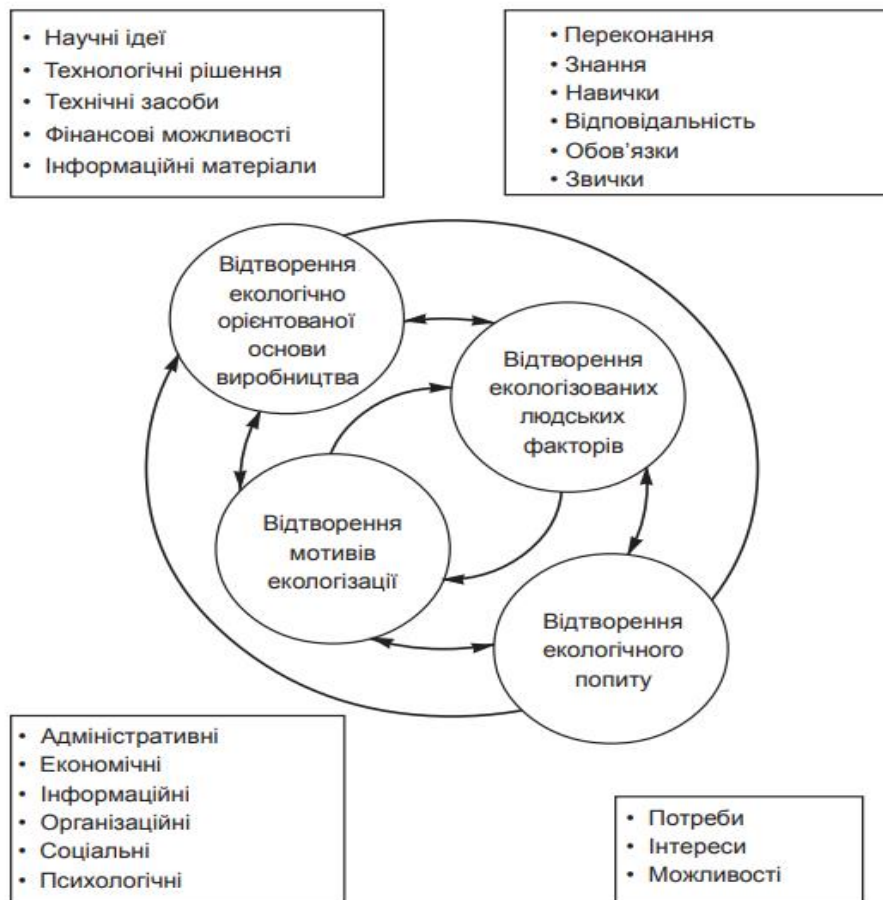 • Научні ідеї
• Технологічні рішення
• Технічні засоби
• Фінансові можливості
• Інформаційні матеріали
• Переконання
• Знання
• Навички
• Відповідальність
• Обов’язки
• Звички
Відтворення
екологічно
орієнтованої
основи
виробництва
Відтворення
екологізованих
людських
факторів
Відтворення
мотивів
екологізації
Відтворення
екологічного
попиту
• Адміністративні
• Економічні
• Інформаційні
• Організаційні
• Соціальні
• Психологічні
• Потреби
• Інтереси
• Можливості